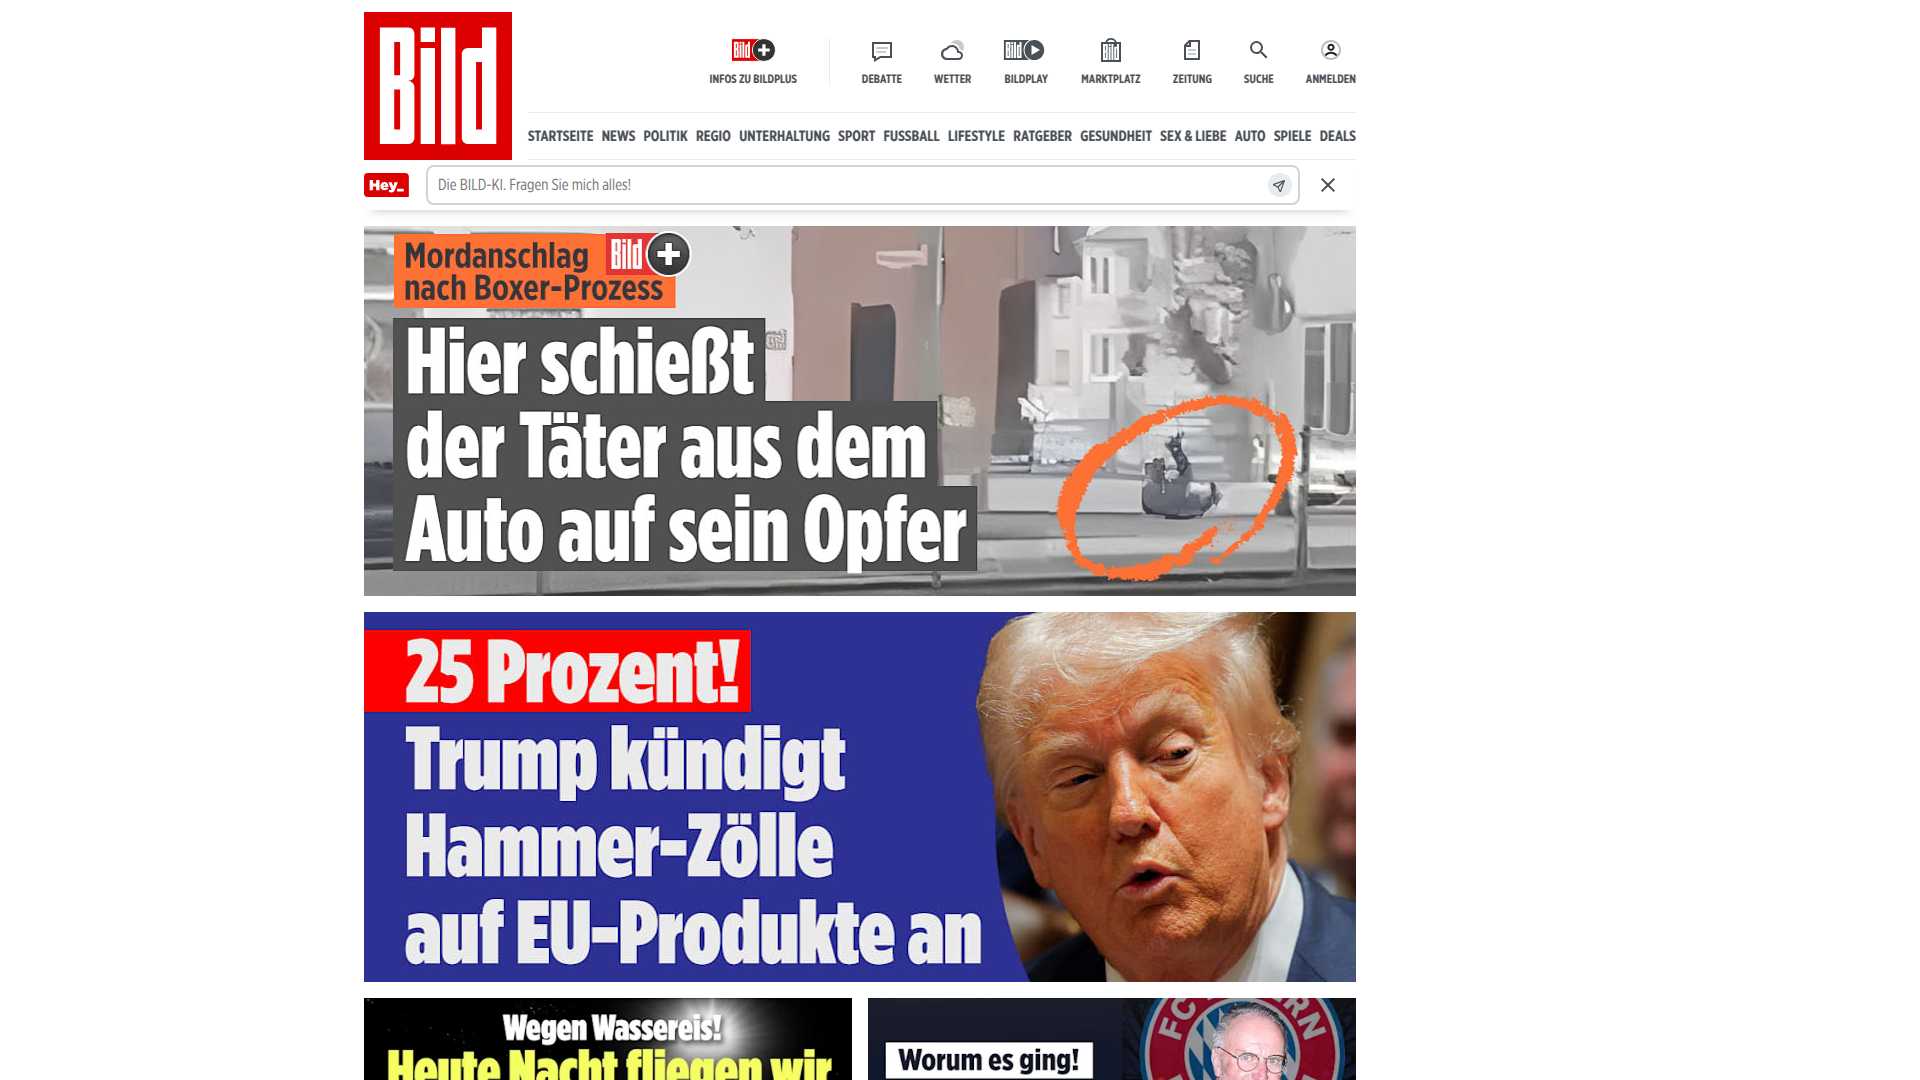 Bild
Bild
INFOS ZU BILDPLUS
DEBATTE
WETTER
Bild
BILDPLAY
Bild
MARKTPLATZ
ZEITUNG
SUCHE
ANMELDEN
STARTSEITE NEWS POLITIK REGIO UNTERHALTUNG SPORT FUSSBALL LIFESTYLE RATGEBER GESUNDHEIT SEX & LIEBE AUTO SPIELE DEALS
Hey_
Die BILD-KI. Fragen Sie mich alles!
Mordanschlag Bild +
nach Boxer-Prozess
Hier schießt
der Täter aus dem
Auto auf sein Opfer
25 Prozent!
Trump kündigt
Hammer-Zölle
auf EU-Produkte an
Wegen Wassereis!
Heute Nacht fliegen wir
Worum es ging!